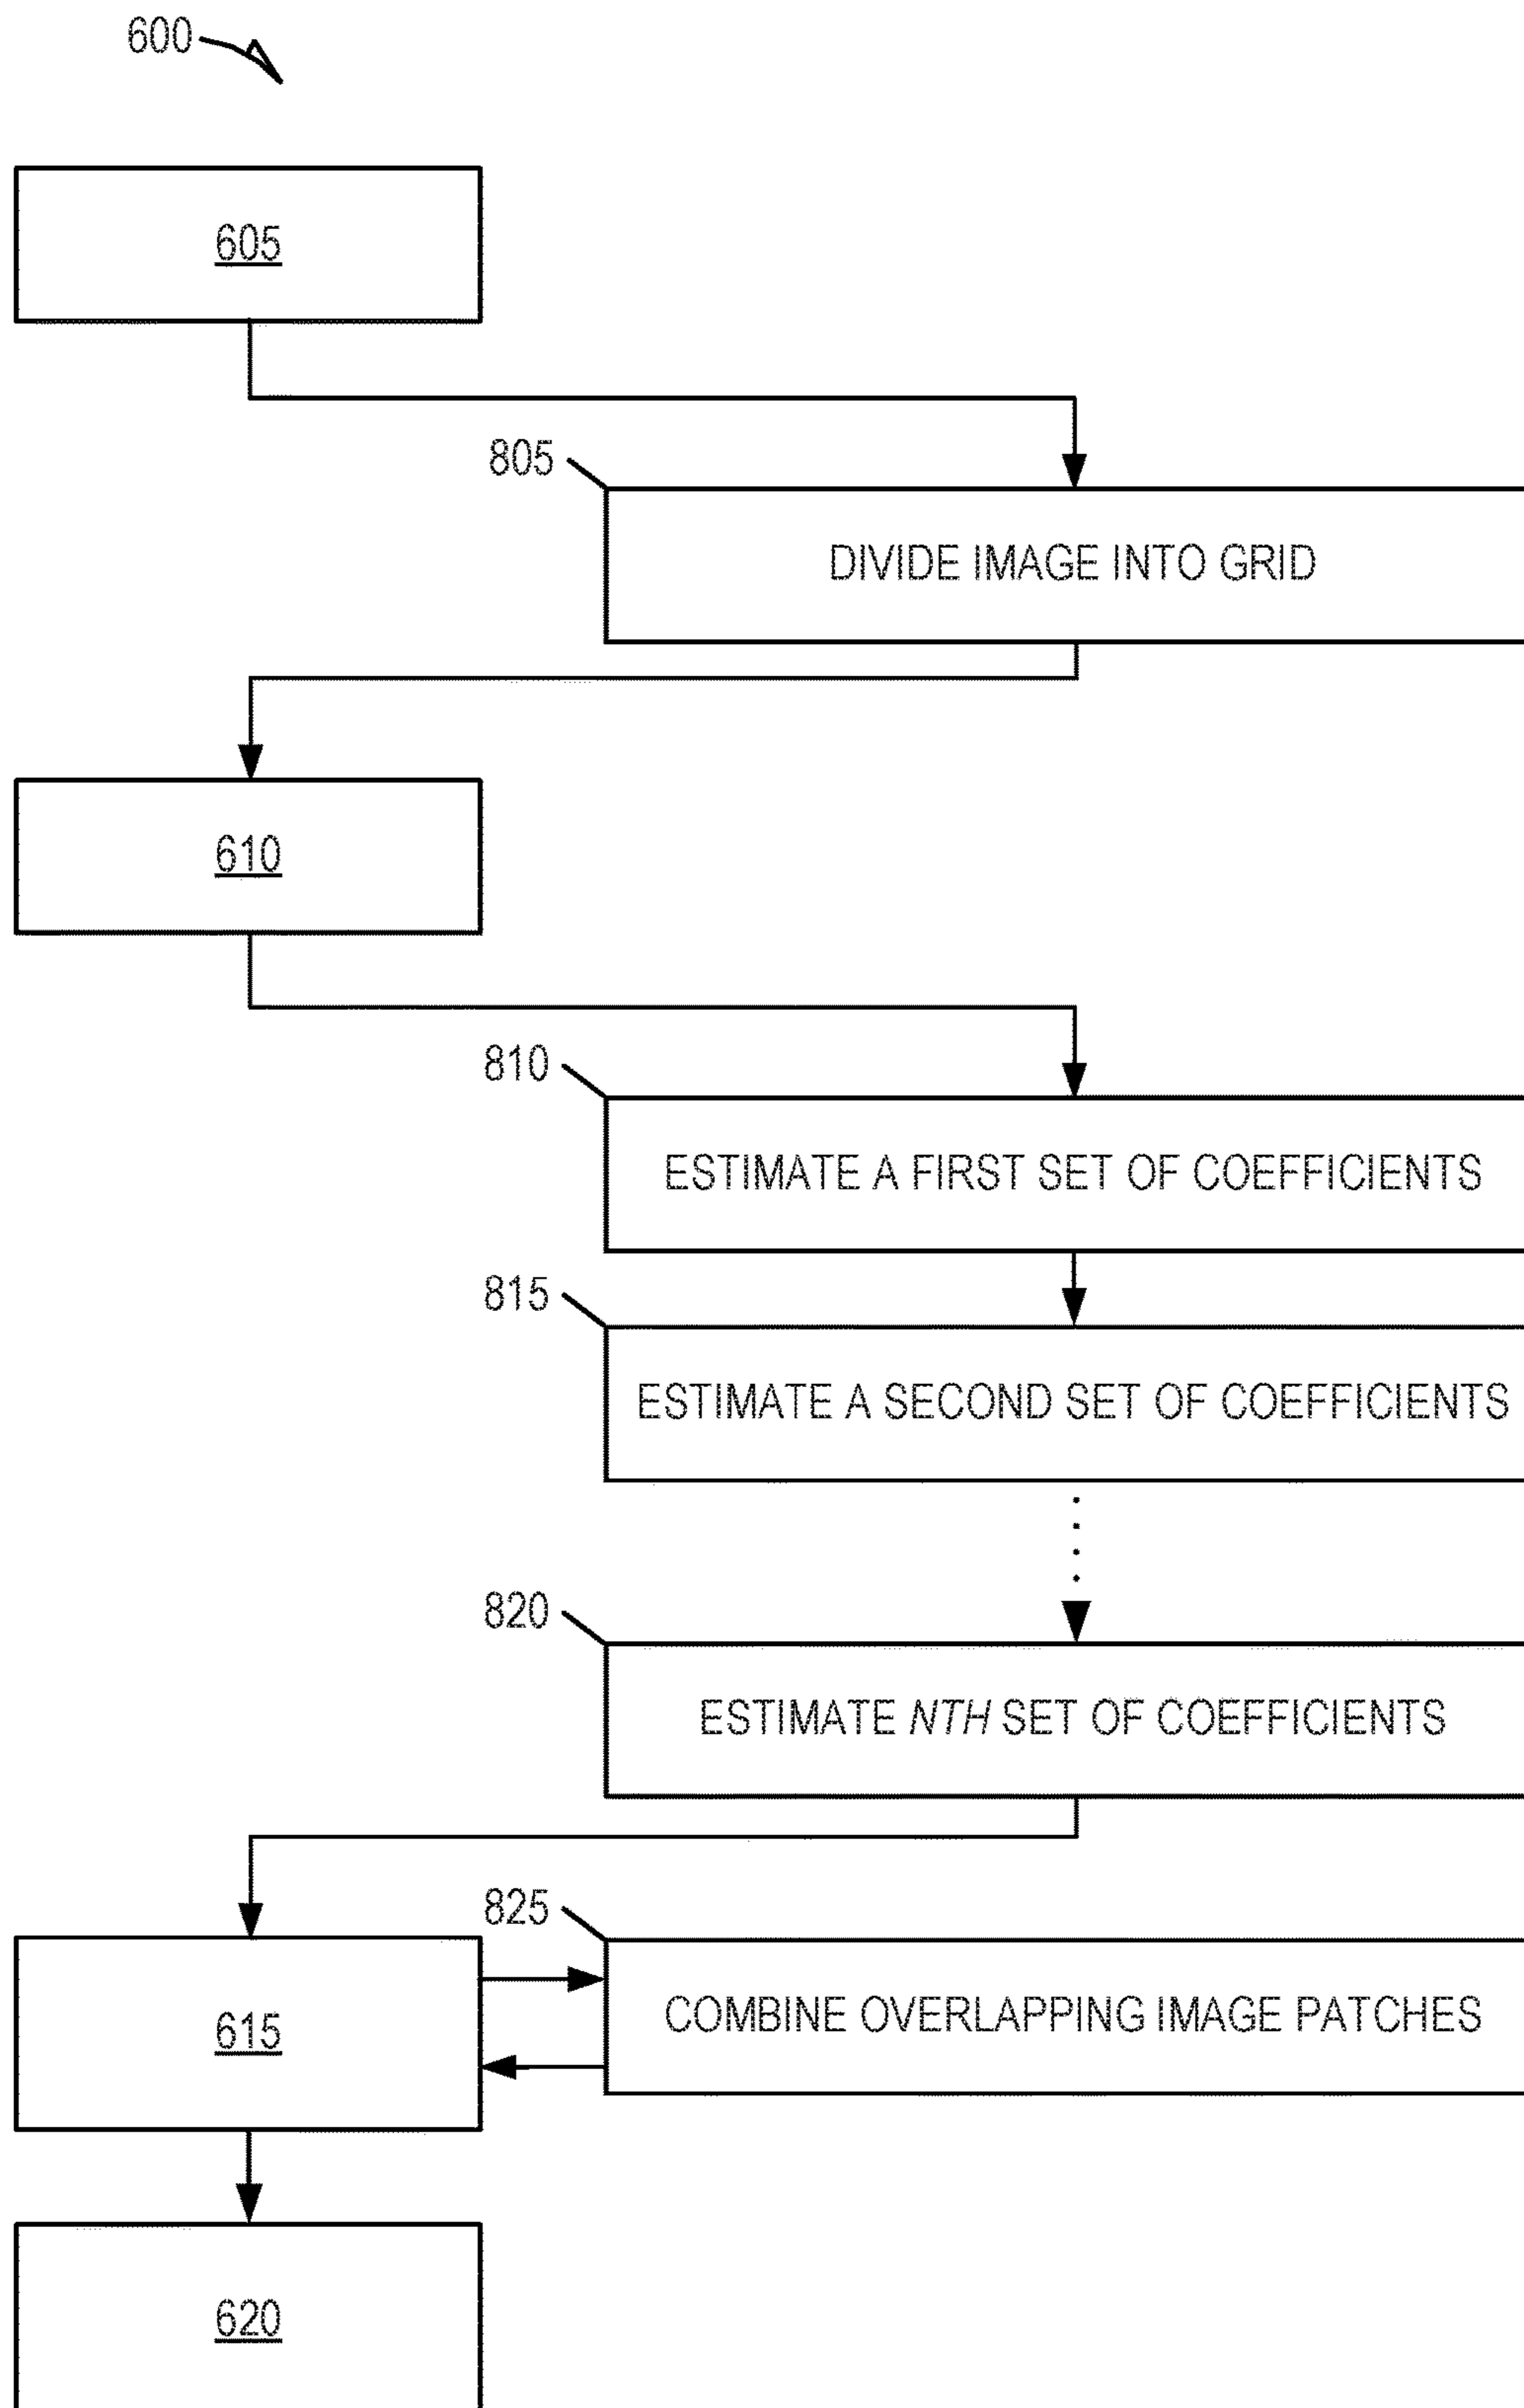 600
605
805
DIVIDE IMAGE INTO GRID
610
810
ESTIMATE A FIRST SET OF COEFFICIENTS
815
ESTIMATE A SECOND SET OF COEFFICIENTS
820
ESTIMATE NTH SET OF COEFFICIENTS
825
615
COMBINE OVERLAPPING IMAGE PATCHES
620